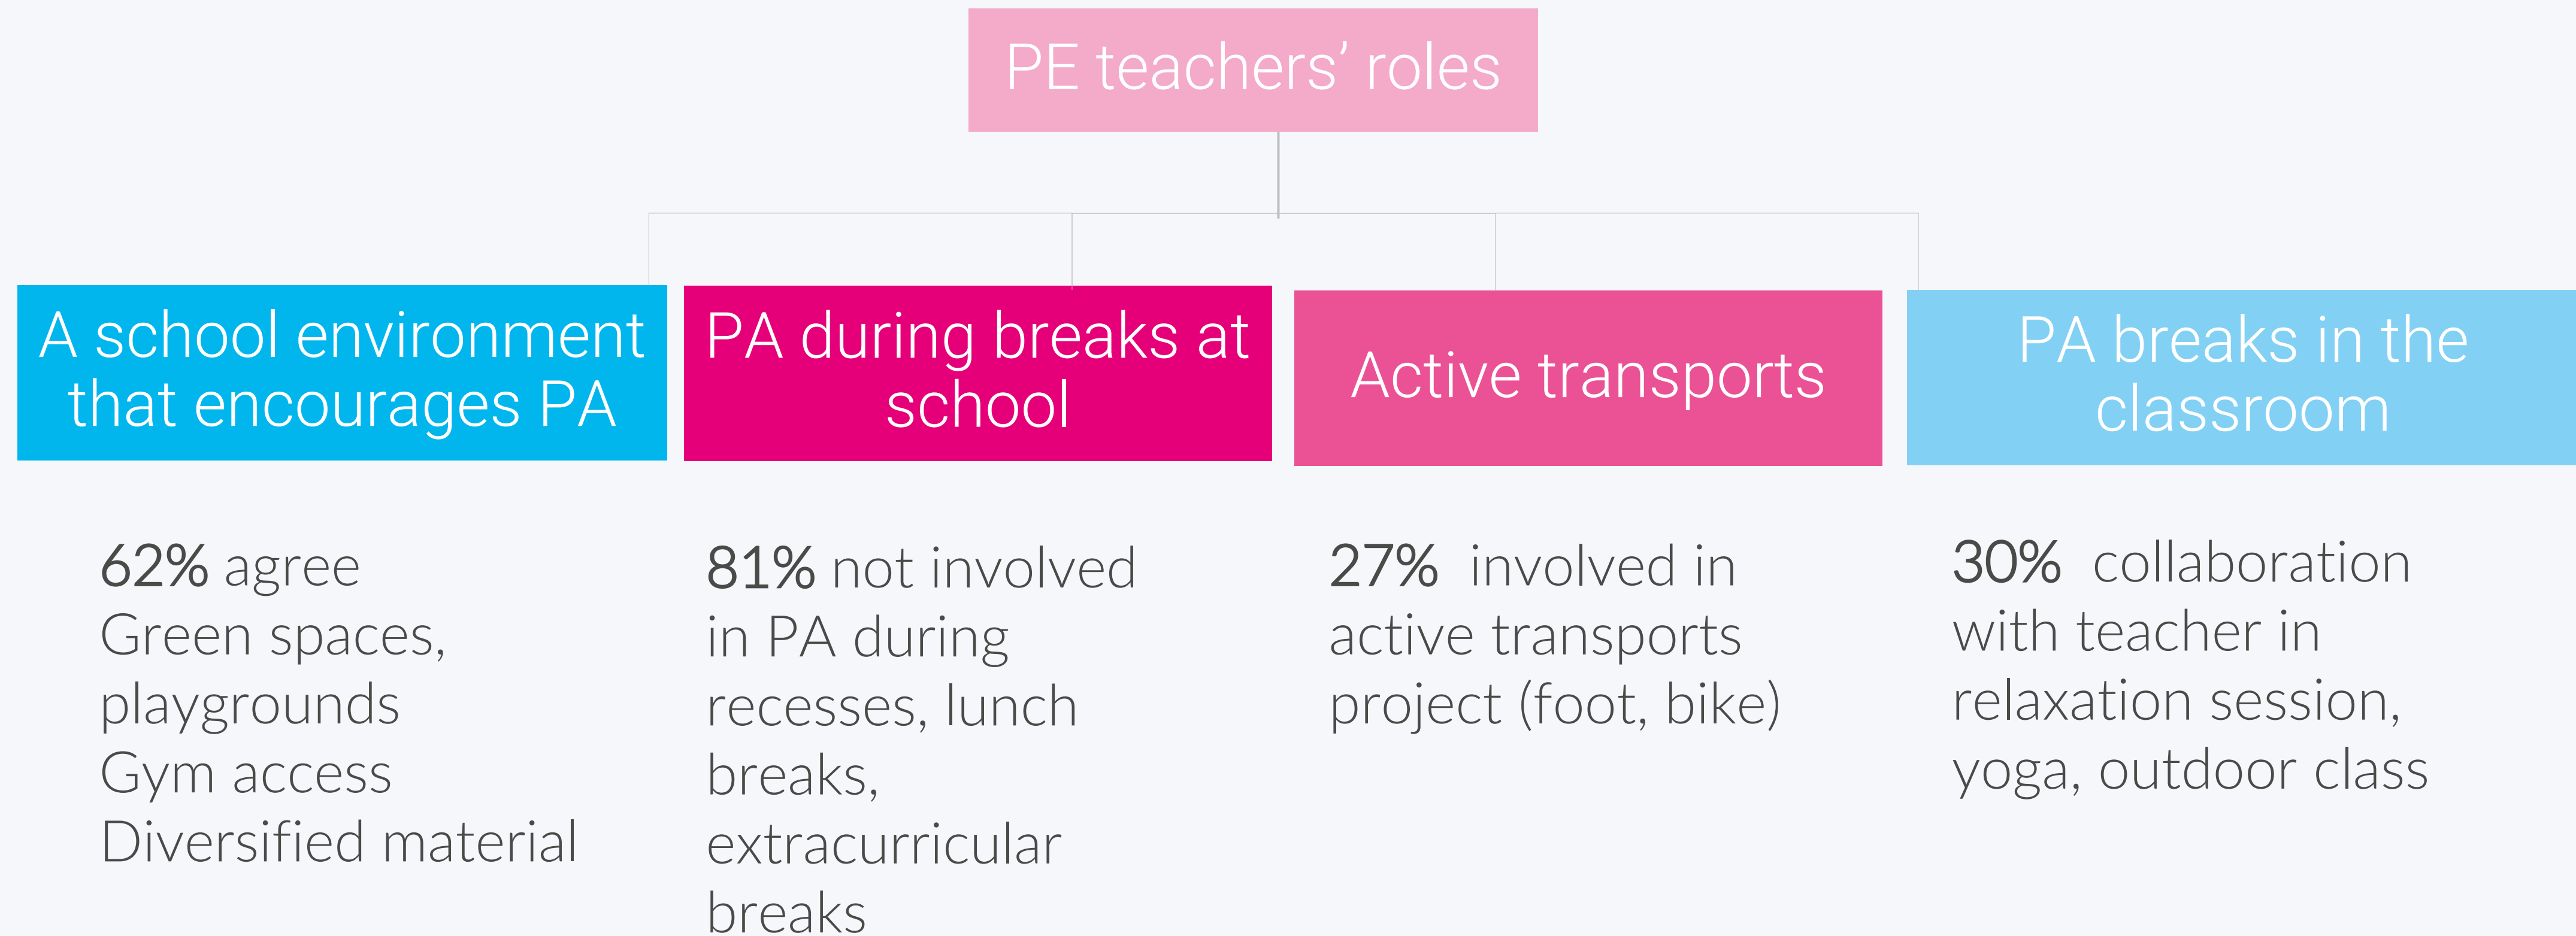 PE teachers’ roles
A school environment
that encourages PA
PA during breaks at
school
Active transports
PA breaks in the
classroom
62% agree
Green spaces,
playgrounds
Gym access
Diversified material
81% not involved
in PA during
recesses, lunch
breaks,
extracurricular
breaks
27% involved in
active transports
project (foot, bike)
30% collaboration
with teacher in
relaxation session,
yoga, outdoor class